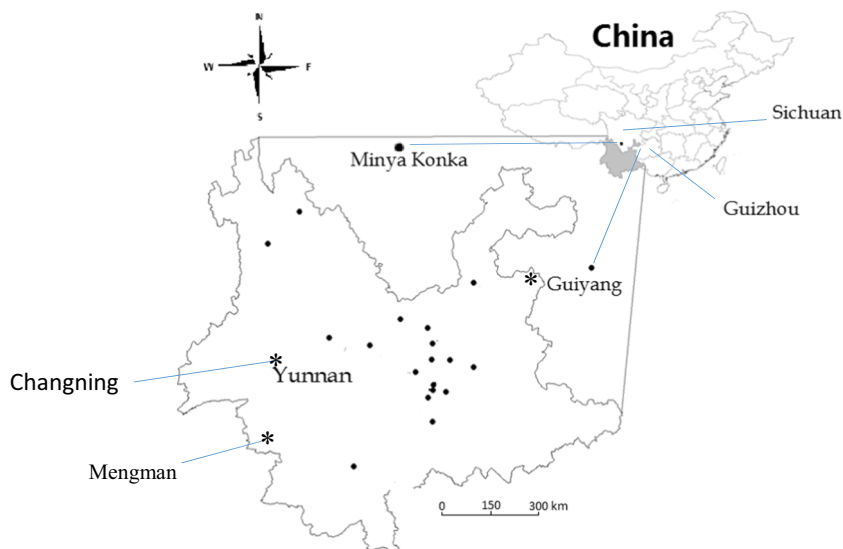 N
W
F
S
China
Sichuan
Minya Konka
Guizhou
*
Guiyang
*
Yunnan
Changning
*
Mengman
0 150 300 km